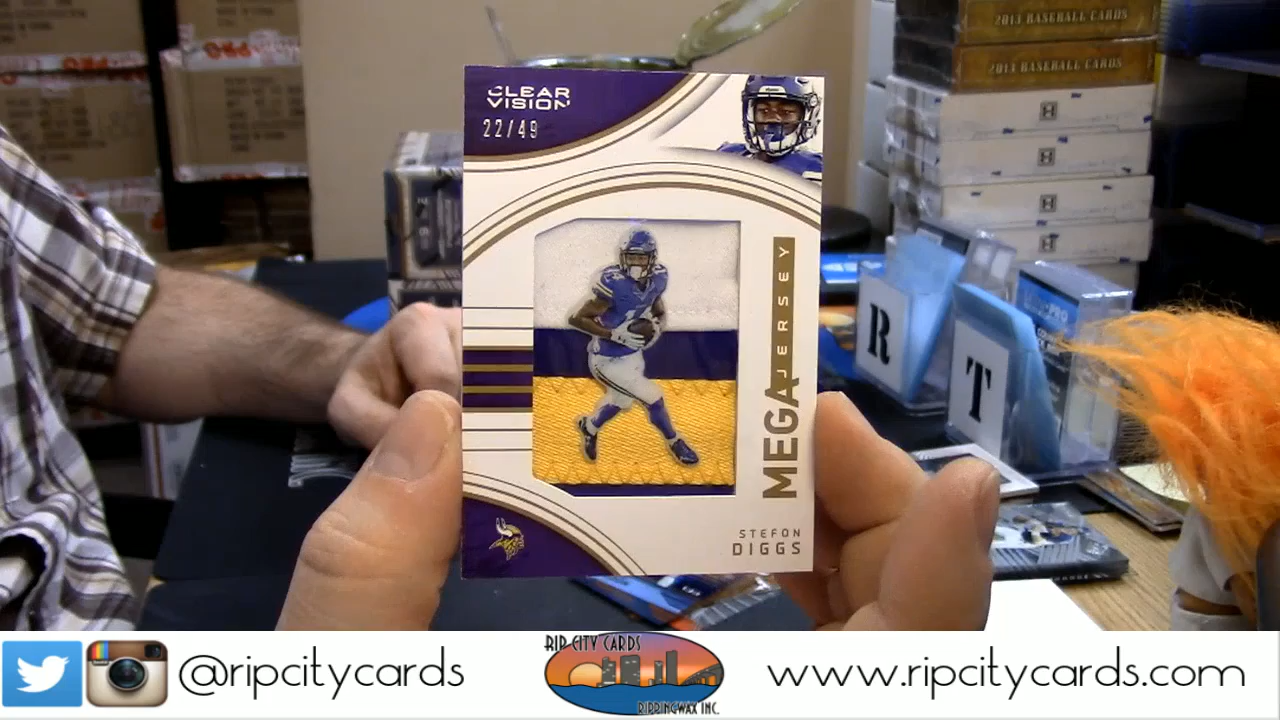 CLEAR
VISION
22/49
MEGA JERSEY
STEFON
DIGGS
2013 BASEBALL CARDS
2013 BASEBALL CARDS
H
H
H
H
R
T
@ripcitycards
RIP CITY CARDS
RIPPINGWAX INC.
www.ripcitycards.com